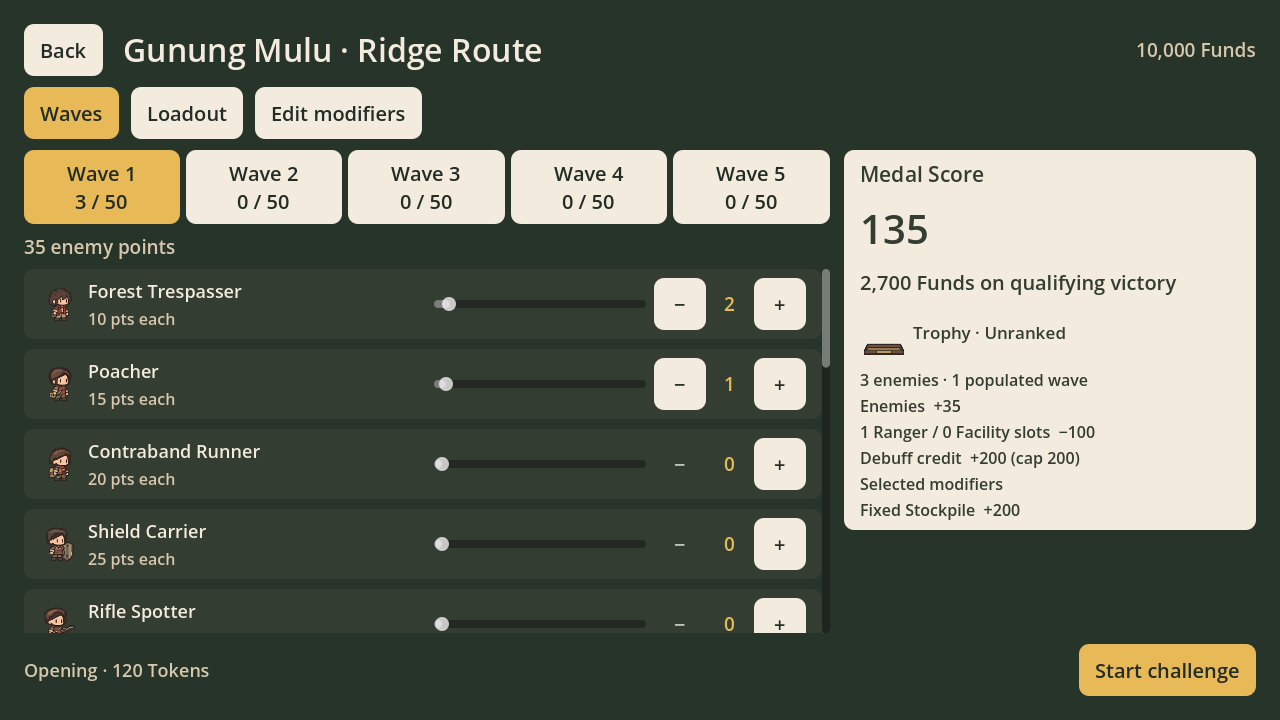 Back
Gunung Mulu · Ridge Route
10,000 Funds
Waves
Loadout
Edit modifiers
Wave 1
3 / 50
Wave 2
0 / 50
Wave 3
0 / 50
Wave 4
0 / 50
Wave 5
0 / 50
35 enemy points
Forest Trespasser
10 pts each
− 2 +
Poacher
15 pts each
− 1 +
Contraband Runner
20 pts each
− 0 +
Shield Carrier
25 pts each
− 0 +
Rifle Spotter
− 0 +
Medal Score
135
2,700 Funds on qualifying victory
Trophy · Unranked
3 enemies · 1 populated wave
Enemies +35
1 Ranger / 0 Facility slots −100
Debuff credit +200 (cap 200)
Selected modifiers
Fixed Stockpile +200
Opening · 120 Tokens
Start challenge